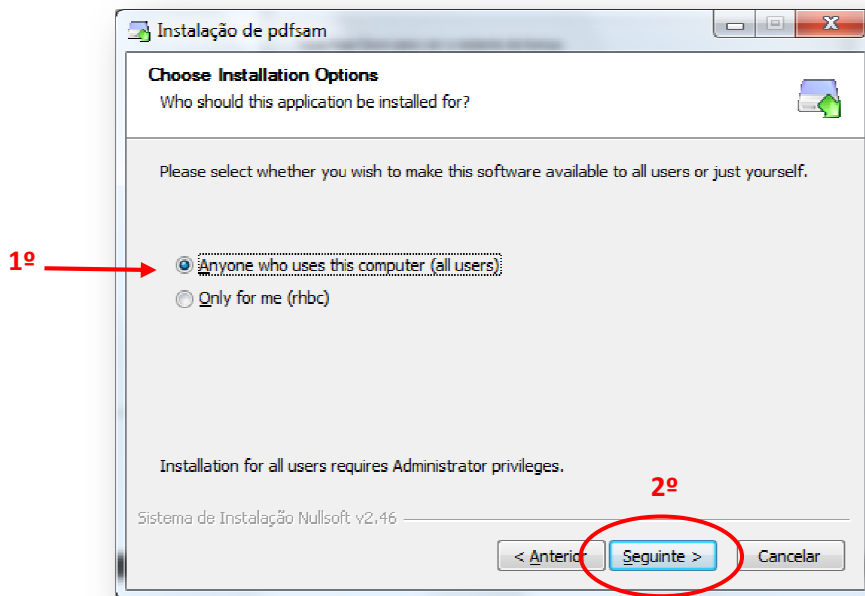 Instalação de pdfsam
Choose Installation Options
Who should this application be installed for?
Please select whether you wish to make this software available to all users or just yourself.
1º
Anyone who uses this computer (all users)
Only for me (rhbc)
Installation for all users requires Administrator privileges.
2º
Sistema de Instalação Nullsoft v2.46
< Anterior
Seguinte >
Cancelar